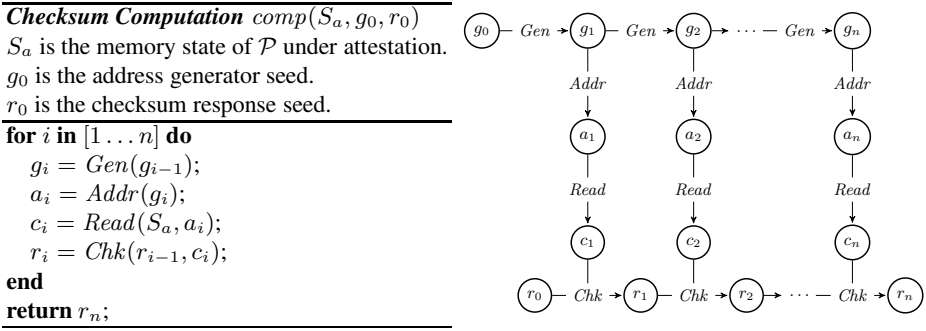 Checksum Computation comp(Sₐ, g₀, r₀)
Sₐ is the memory state of 𝒫 under attestation.
g₀ is the address generator seed.
r₀ is the checksum response seed.
for i in [1 … n] do
gᵢ = Gen(gᵢ₋₁);
aᵢ = Addr(gᵢ);
cᵢ = Read(Sₐ, aᵢ);
rᵢ = Chk(rᵢ₋₁, cᵢ);
end
return rₙ;
g₀ Gen g₁ Gen g₂ ⋯ Gen gₙ
Addr Addr Addr
a₁ a₂ aₙ
Read Read Read
c₁ c₂ cₙ
r₀ Chk r₁ Chk r₂ ⋯ Chk rₙ